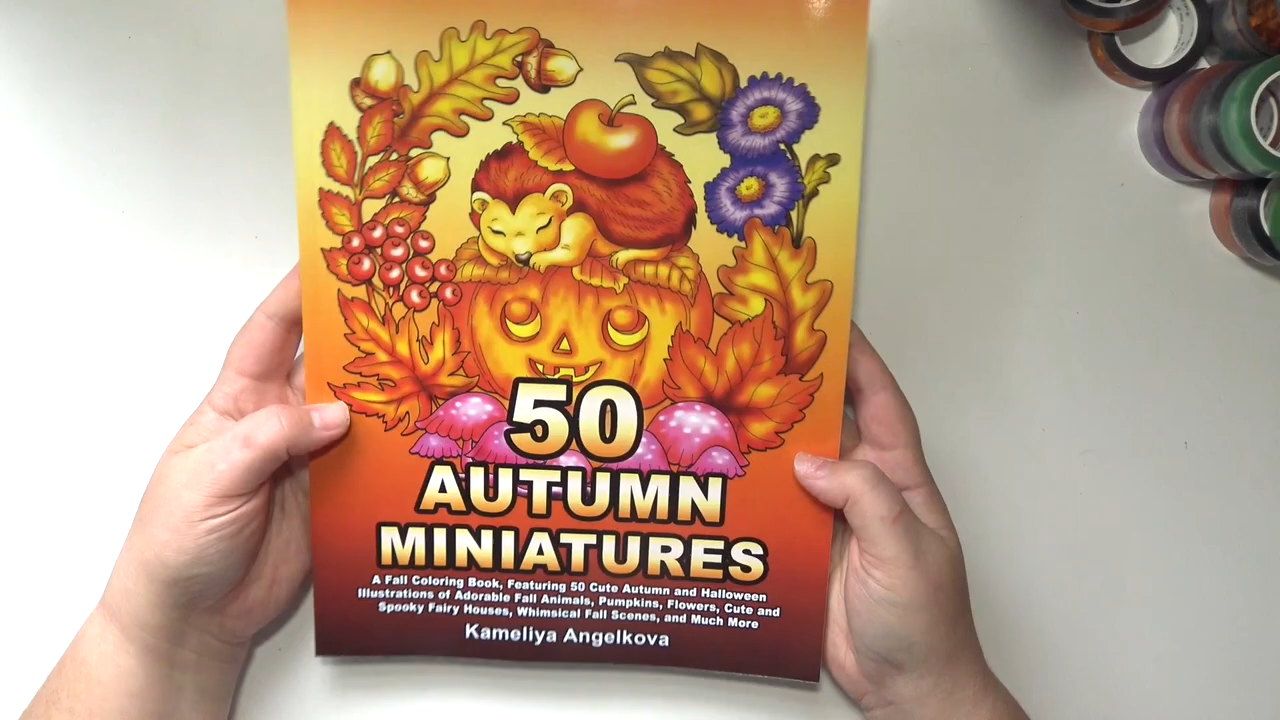 50
AUTUMN
MINIATURES
A Fall Coloring Book, Featuring 50 Cute Autumn and Halloween
Illustrations of Adorable Fall Animals, Pumpkins, Flowers, Cute and
Spooky Fairy Houses, Whimsical Fall Scenes, and Much More
Kameliya Angelkova